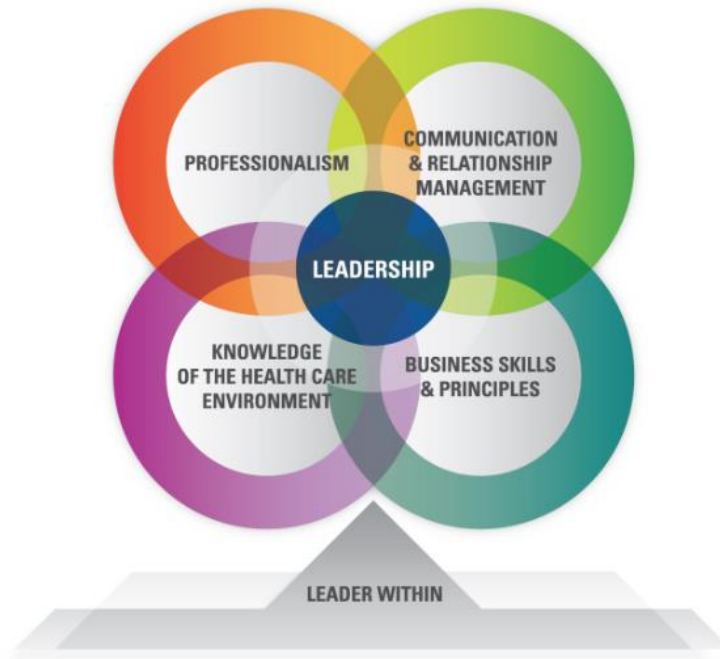 PROFESSIONALISM
COMMUNICATION
& RELATIONSHIP
MANAGEMENT
LEADERSHIP
KNOWLEDGE
OF THE HEALTH CARE
ENVIRONMENT
BUSINESS SKILLS
& PRINCIPLES
LEADER WITHIN